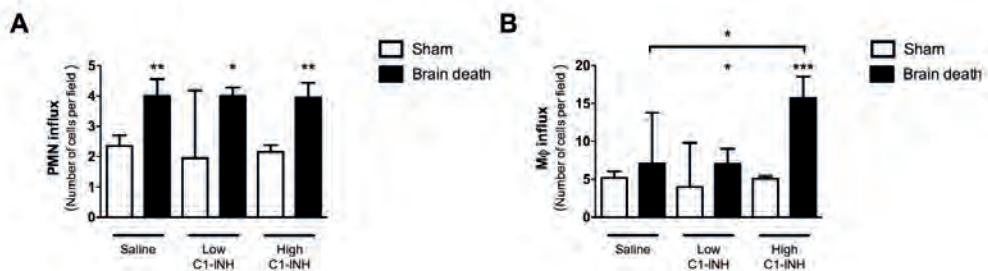 A
PMN influx
(Number of cells per field )
5
4
3
2
1
0
**
*
**
Saline
Low
C1-INH
High
C1-INH
Sham
Brain death
B
Mϕ influx
(Number of cells per field )
20
15
10
5
0
*
*
***
Saline
Low
C1-INH
High
C1-INH
Sham
Brain death